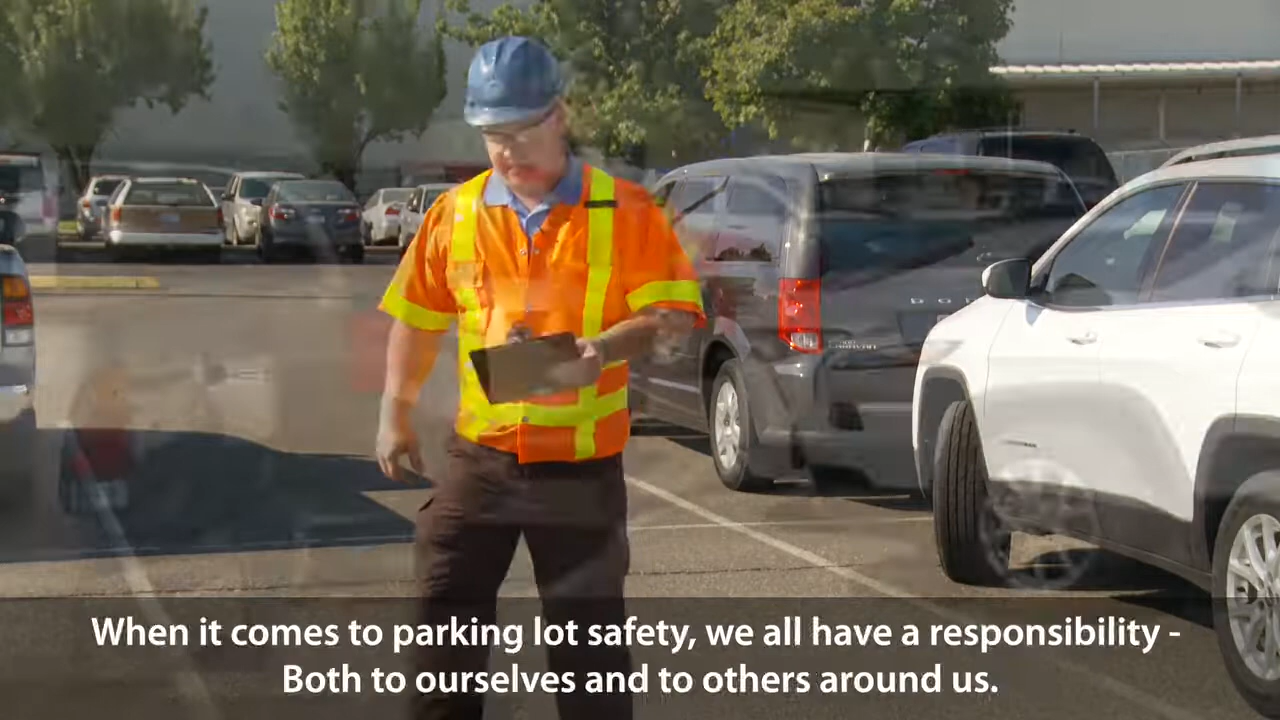 When it comes to parking lot safety, we all have a responsibility -
Both to ourselves and to others around us.